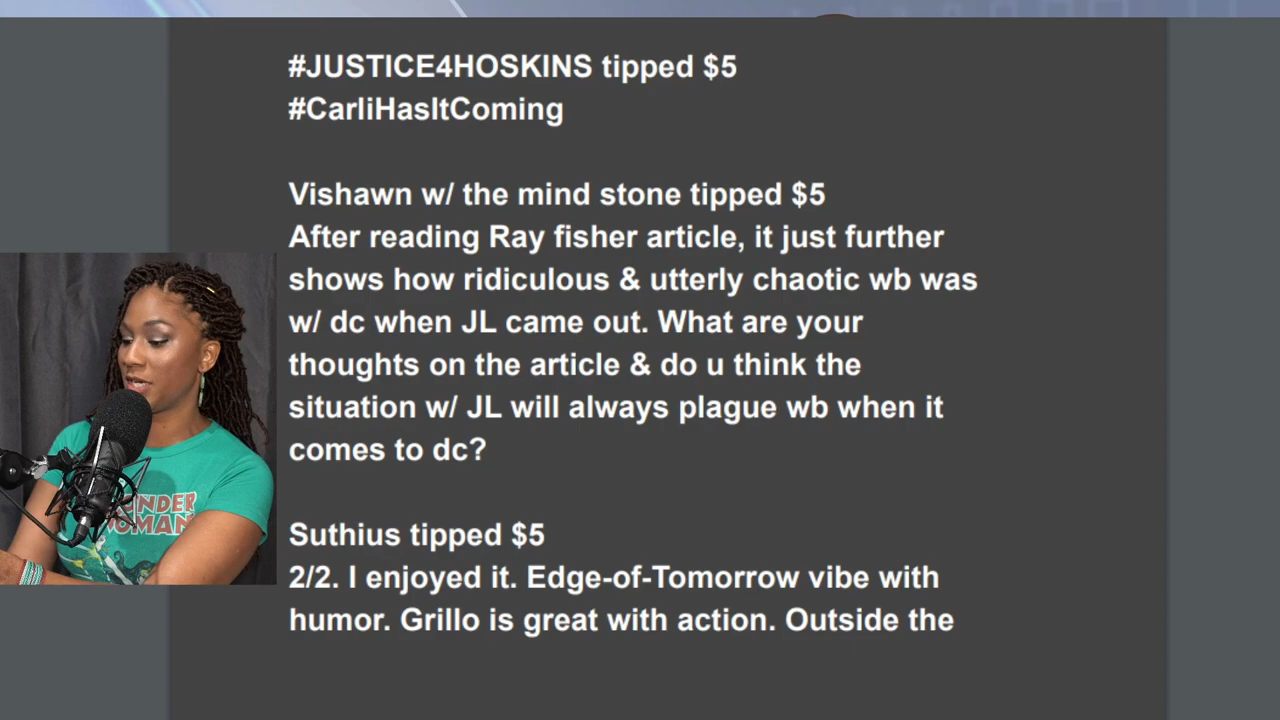 #JUSTICE4HOSKINS tipped $5
#CarliHasItComing
Vishawn w/ the mind stone tipped $5
After reading Ray fisher article, it just further
shows how ridiculous & utterly chaotic wb was
w/ dc when JL came out. What are your
thoughts on the article & do u think the
situation w/ JL will always plague wb when it
comes to dc?
Suthius tipped $5
2/2. I enjoyed it. Edge-of-Tomorrow vibe with
humor. Grillo is great with action. Outside the
WONDER
WOMAN